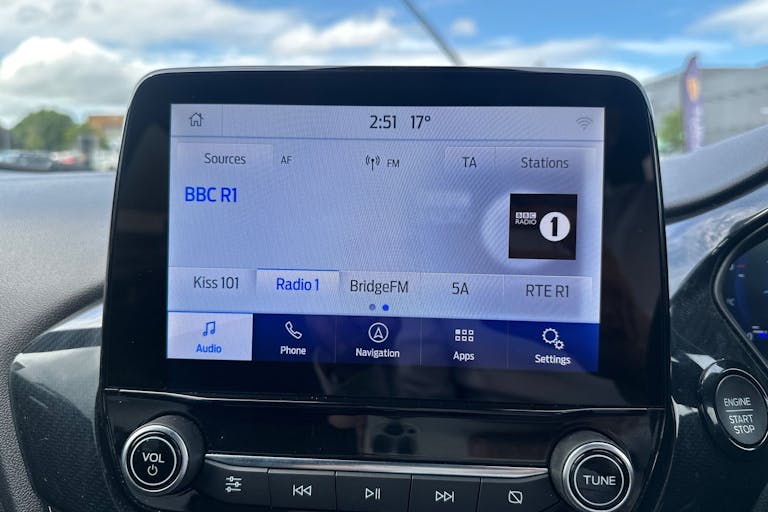 2:51 17°
Sources AF FM TA Stations
BBC R1
BBC RADIO 1
Kiss 101 Radio 1 BridgeFM 5A RTE R1
Audio Phone Navigation Apps Settings
VOL
TUNE
ENGINE
START
STOP